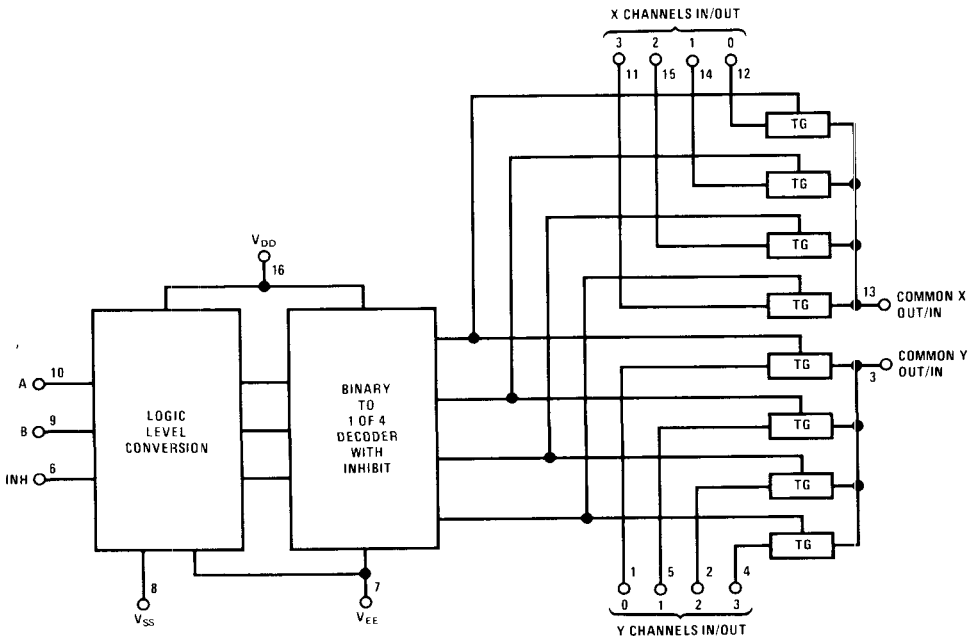 X CHANNELS IN/OUT
3 2 1 0
11 15 14 12
TG
TG
TG
TG
13
COMMON X
OUT/IN
V_DD
16
A 10
B 9
INH 6
LOGIC
LEVEL
CONVERSION
BINARY
TO
1 OF 4
DECODER
WITH
INHIBIT
TG
TG
TG
TG
3
COMMON Y
OUT/IN
8
V_SS
7
V_EE
1 5 2 4
0 1 2 3
Y CHANNELS IN/OUT